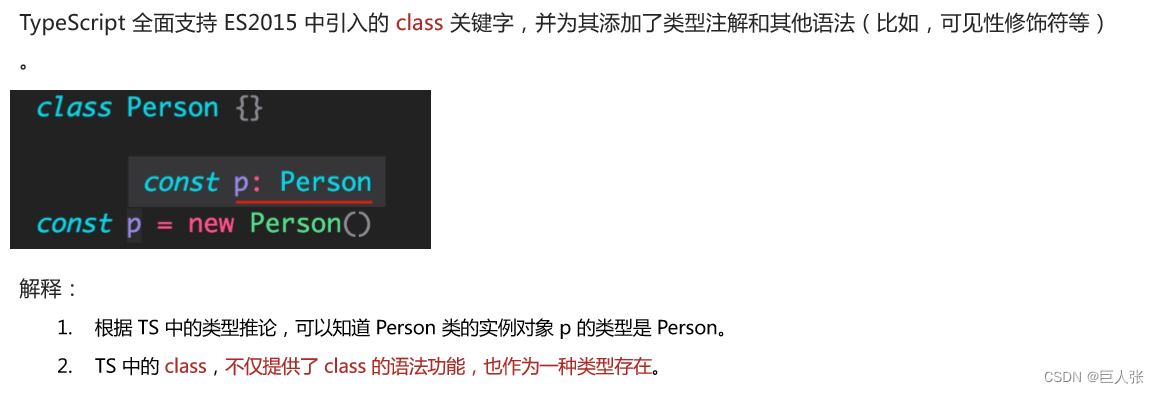 TypeScript 全面支持 ES2015 中引入的 class 关键字，并为其添加了类型注解和其他语法（比如，可见性修饰符等）
。
class Person {}
const p: Person
const p = new Person()
解释：
1. 根据 TS 中的类型推论，可以知道 Person 类的实例对象 p 的类型是 Person。
2. TS 中的 class，不仅提供了 class 的语法功能，也作为一种类型存在。
CSDN @巨人张